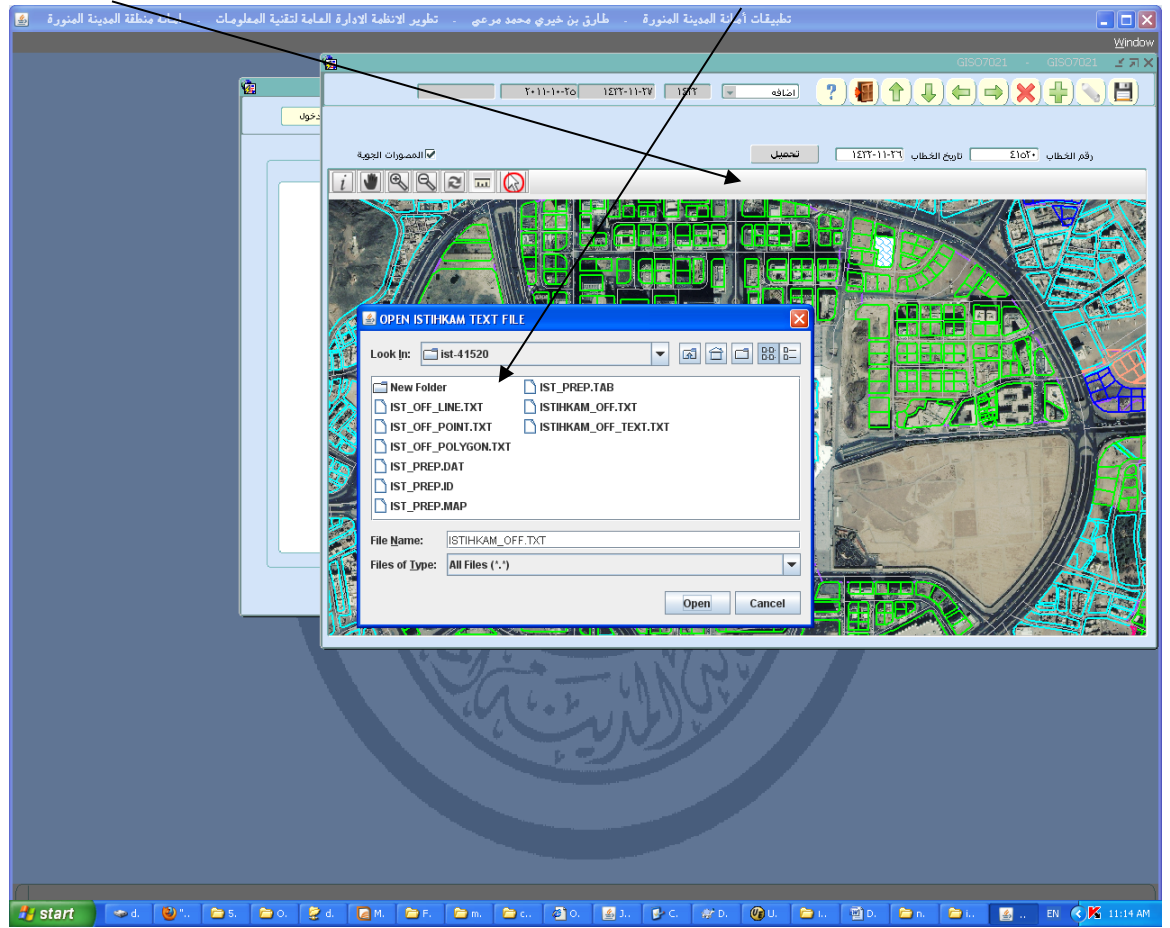 تطبيقات أمانة المدينة المنورة . طارق بن خيري محمد مرعي . تطوير الانظمة الادارة العامة لتقنية المعلومات . امانة منطقة المدينة المنورة
Window
GISO7021 - GISO7021
اضافه ١٤٣٢ ١٤٣٢-١١-٢٧ ٢٠١١-١٠-٢٥
دخول
رقم الخطاب ٤١٥٢٠ تاريخ الخطاب ١٤٣٢-١١-٢٦ تحميل المصورات الجوية
OPEN ISTIHKAM TEXT FILE
Look In: ist-41520
New Folder
IST_OFF_LINE.TXT
IST_OFF_POINT.TXT
IST_OFF_POLYGON.TXT
IST_PREP.DAT
IST_PREP.ID
IST_PREP.MAP
IST_PREP.TAB
ISTIHKAM_OFF.TXT
ISTIHKAM_OFF_TEXT.TXT
File Name: ISTIHKAM_OFF.TXT
Files of Type: All Files (*.*)
Open Cancel
start d. ".. 5. O. d. M. F. m. c.. O. J.. C. D. U. i.. D. n. i.. .. EN 11:14 AM